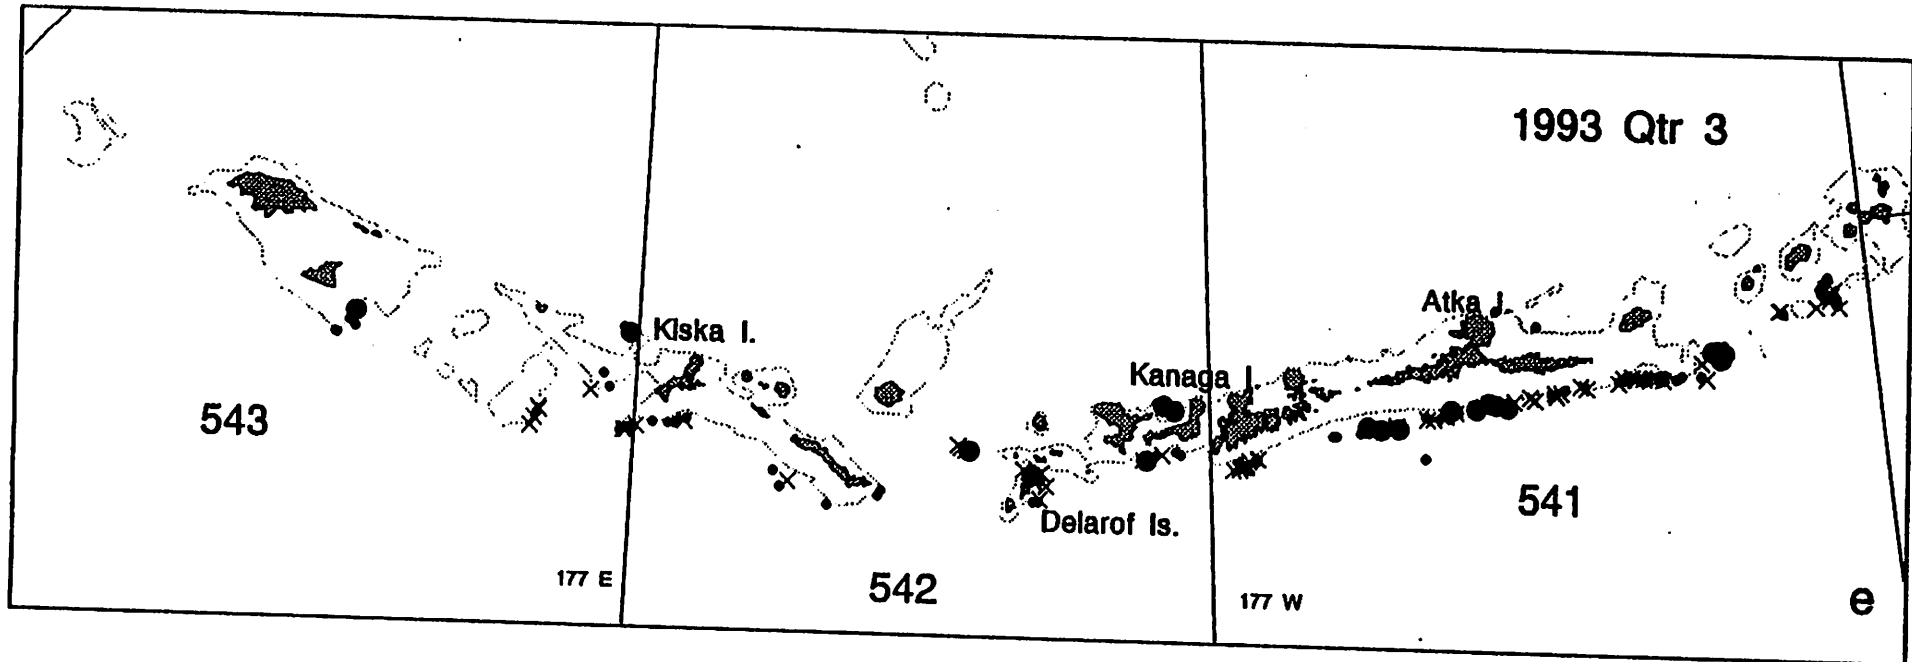 1993 Qtr 3
Atka I.
Kiska I.
Kanaga I.
543
541
Delarof Is.
177 E
542
177 W
e